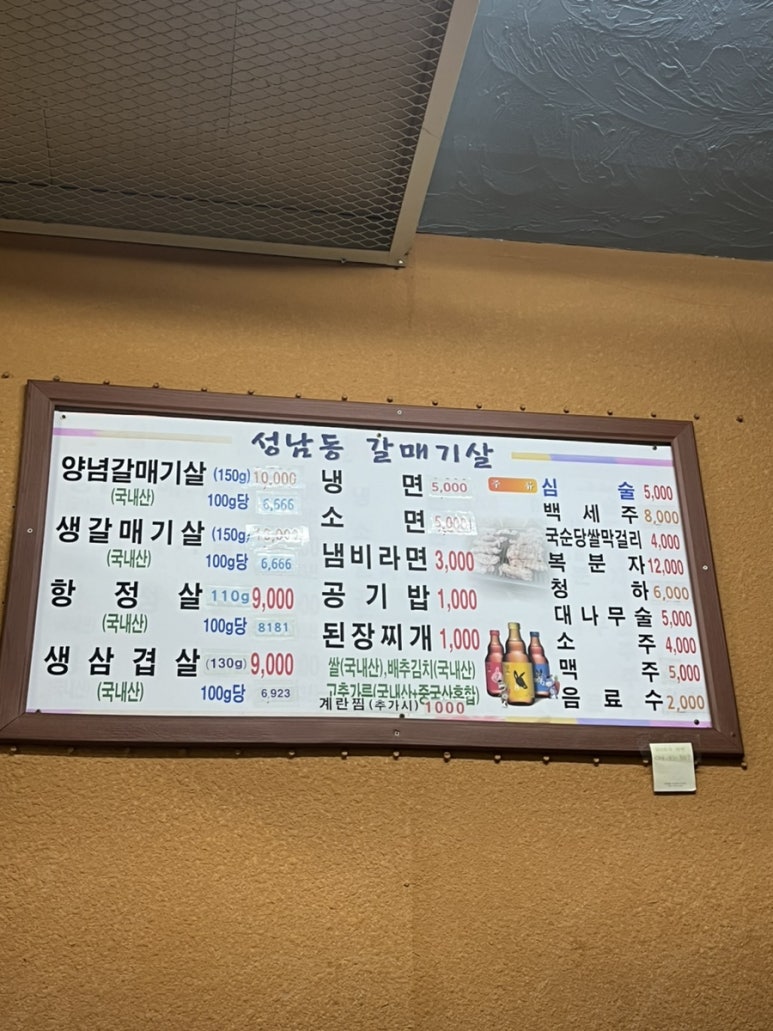 성남동 갈매기살
양념갈매기살 (150g) 10,000
(국내산) 100g당 6,666
생갈매기살 (150g) 10,000
(국내산) 100g당 6,666
항정살 110g 9,000
(국내산) 100g당 8181
생삼겹살 (130g) 9,000
(국내산) 100g당 6,923
냉면 5,000
소면 5,000
냄비라면 3,000
공기밥 1,000
된장찌개 1,000
쌀(국내산),배추김치(국내산)
고추가루(국내산+중국산혼합)
계란찜(추가시) 1000
주류
심술 5,000
백세주 8,000
국순당쌀막걸리 4,000
복분자 12,000
청하 6,000
대나무술 5,000
소주 4,000
맥주 5,000
음료수 2,000